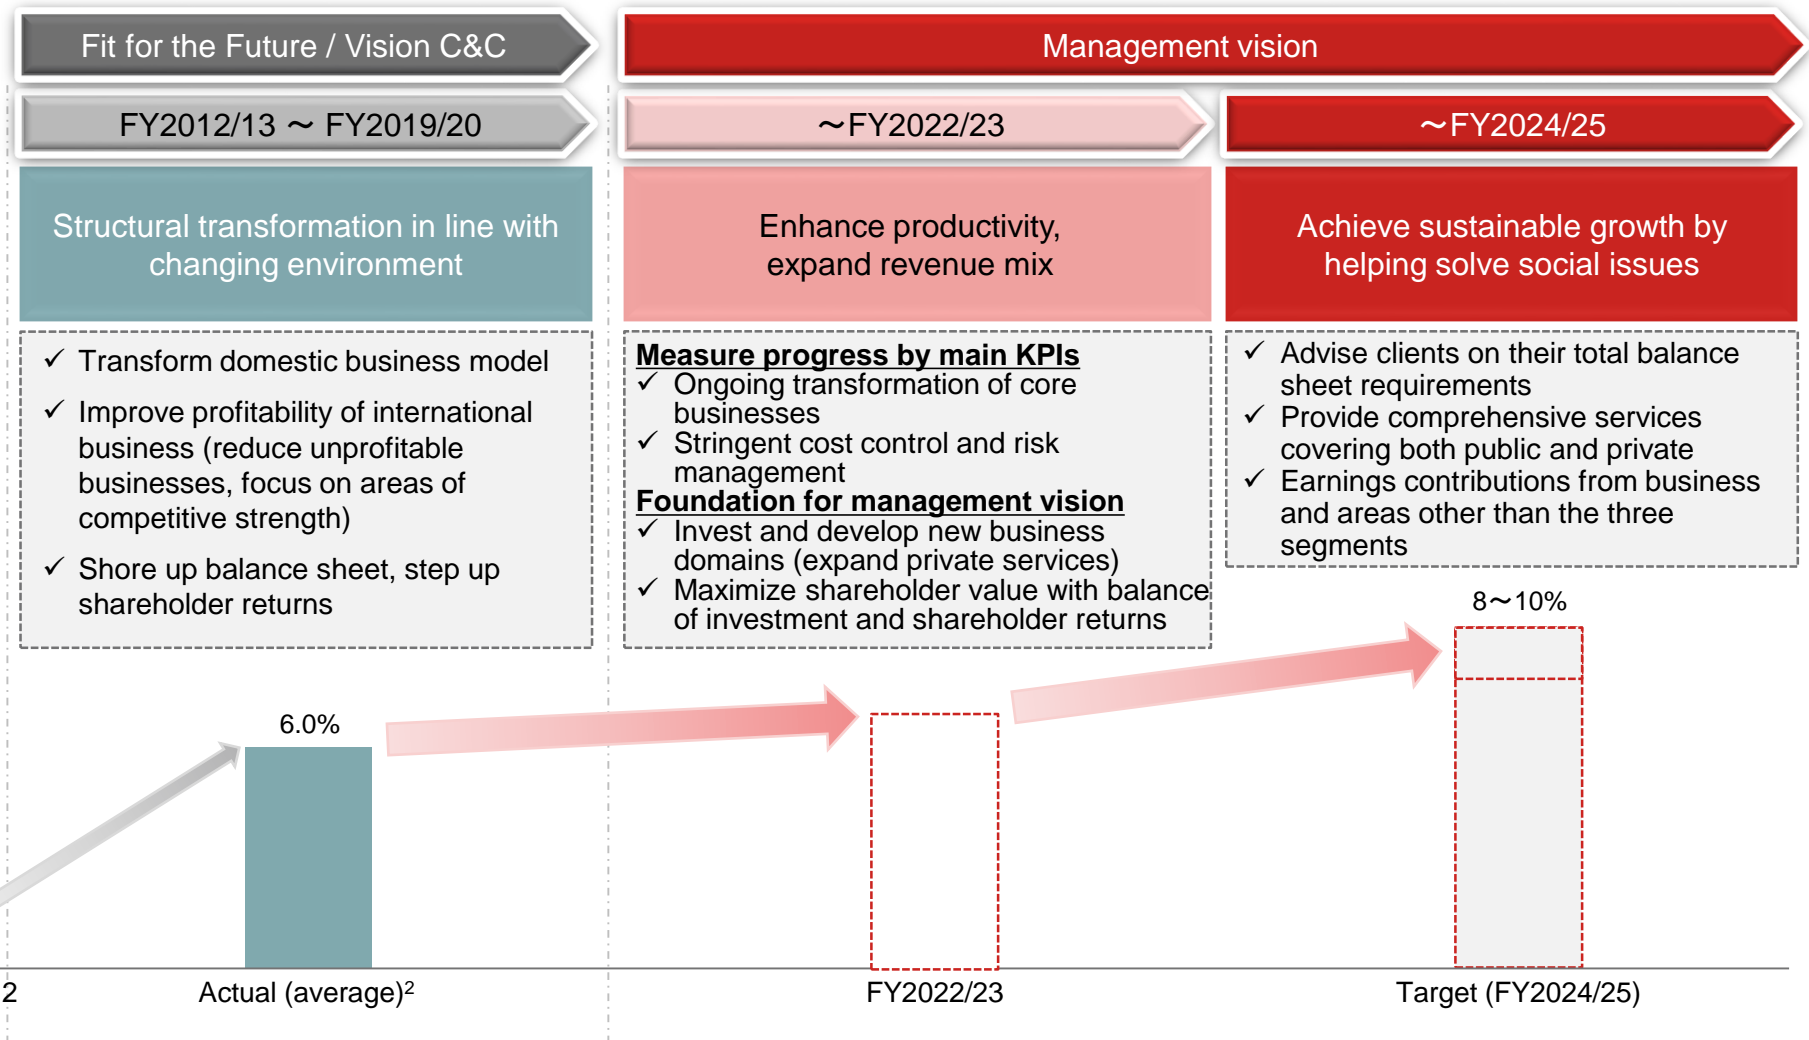 Fit for the Future / Vision C&C
Management vision
FY2012/13 ～ FY2019/20
～FY2022/23
～FY2024/25
Structural transformation in line with
changing environment
Enhance productivity,
expand revenue mix
Achieve sustainable growth by
helping solve social issues
✓ Transform domestic business model
✓ Improve profitability of international
business (reduce unprofitable
businesses, focus on areas of
competitive strength)
✓ Shore up balance sheet, step up
shareholder returns
Measure progress by main KPIs
✓ Ongoing transformation of core
businesses
✓ Stringent cost control and risk
management
Foundation for management vision
✓ Invest and develop new business
domains (expand private services)
✓ Maximize shareholder value with balance
of investment and shareholder returns
✓ Advise clients on their total balance
sheet requirements
✓ Provide comprehensive services
covering both public and private
✓ Earnings contributions from business
and areas other than the three
segments
6.0%
8～10%
2
Actual (average)²
FY2022/23
Target (FY2024/25)